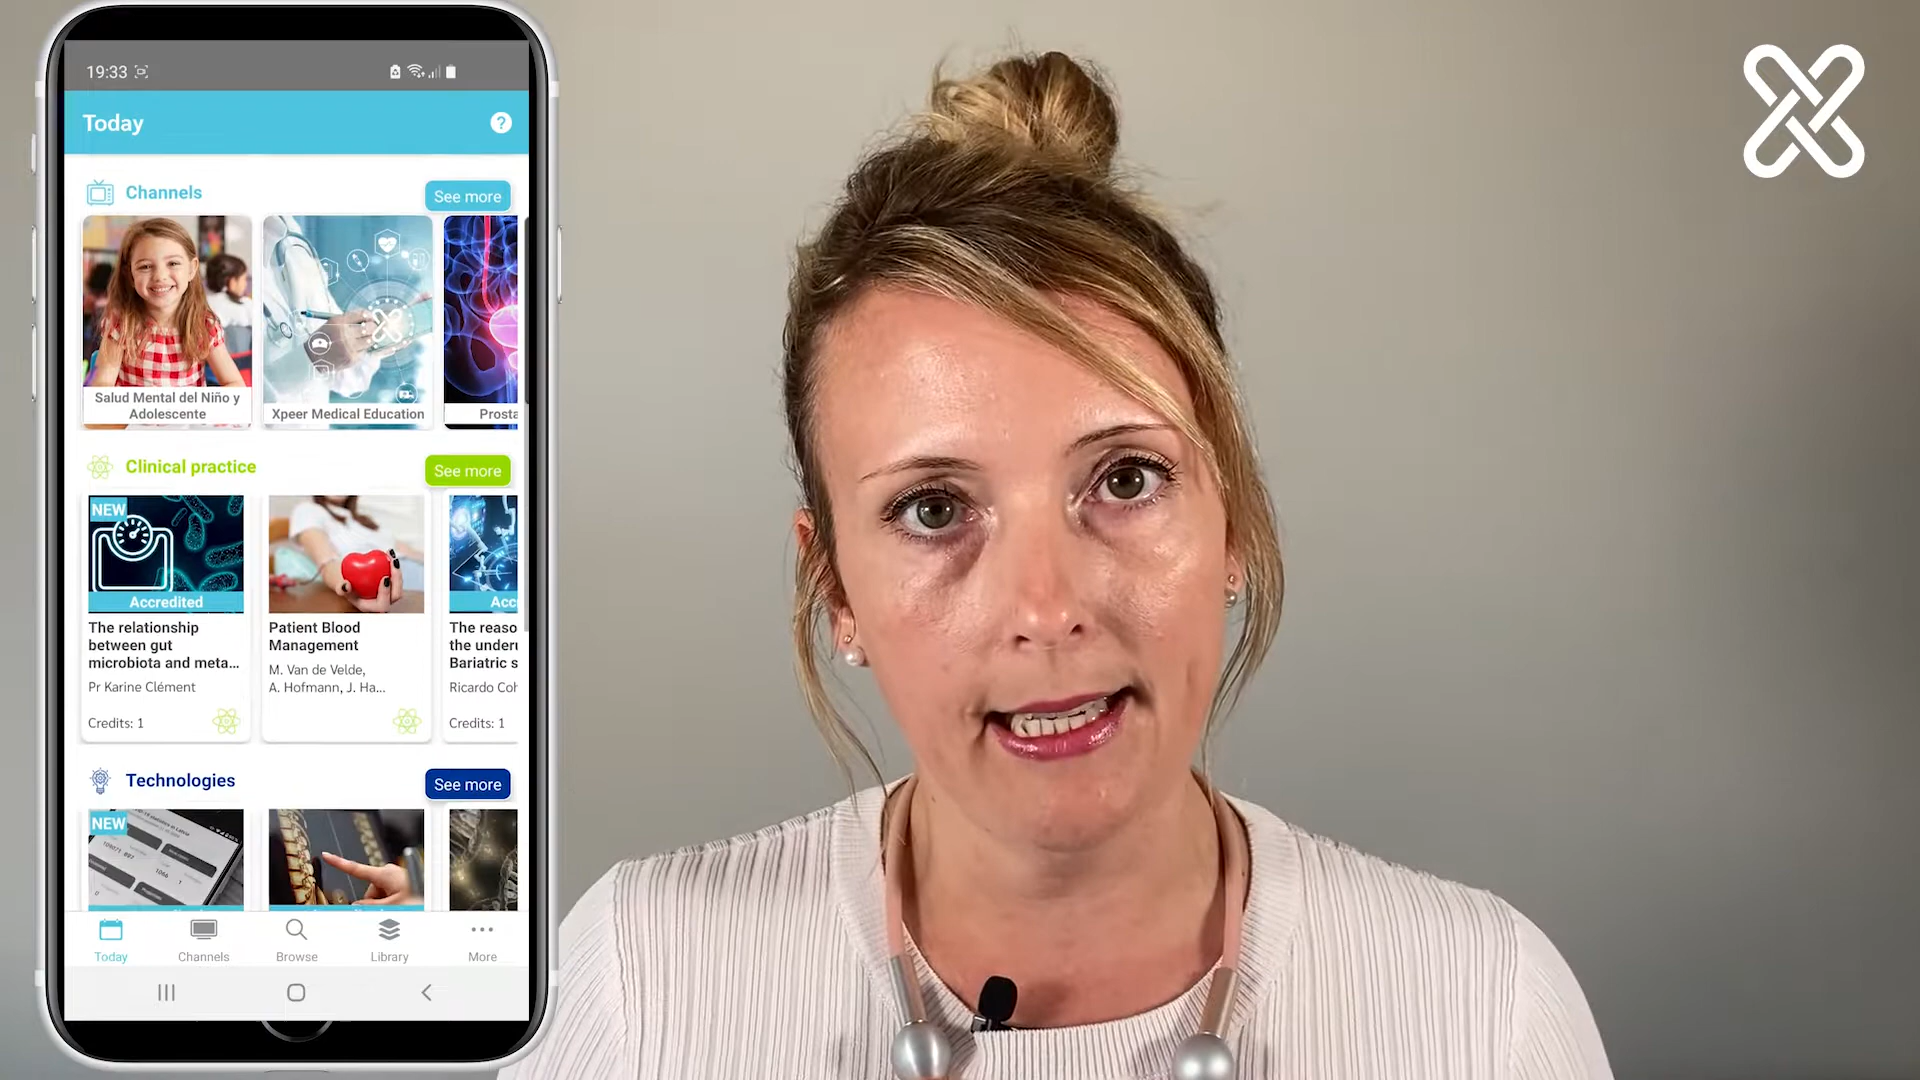 19:33
Today
?
Channels
See more
Salud Mental del Niño y
Adolescente
Xpeer Medical Education
Prosta
Clinical practice
See more
NEW
Accredited
The relationship
between gut
microbiota and meta...
Pr Karine Clément
Credits: 1
Patient Blood
Management
M. Van de Velde,
A. Hofmann, J. Ha...
Acc
The reaso
the under
Bariatric s
Ricardo Coh
Credits: 1
Technologies
See more
NEW
Today
Channels
Browse
Library
More